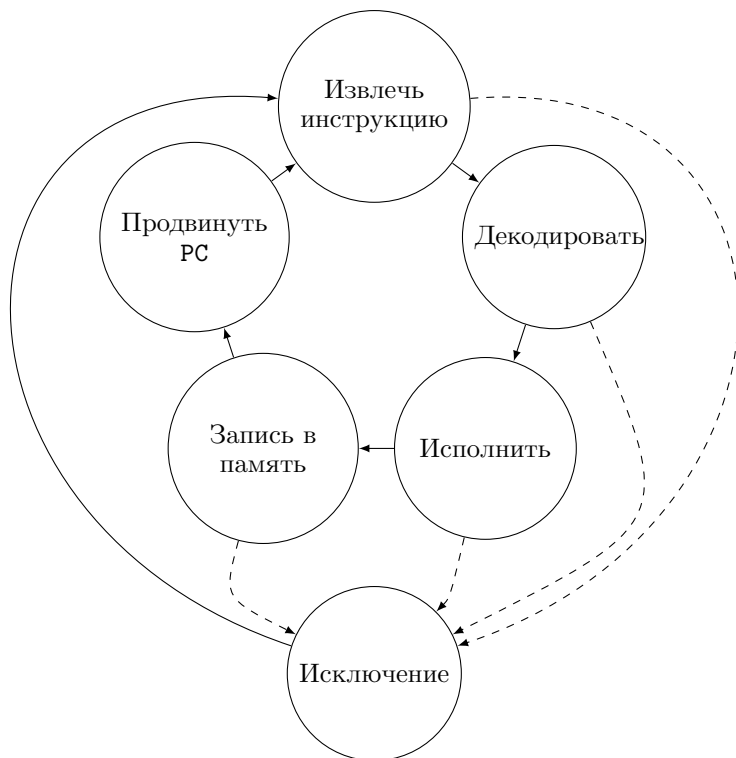 Извлечь
инструкцию
Продвинуть
PC
Декодировать
Запись в
память
Исполнить
Исключение